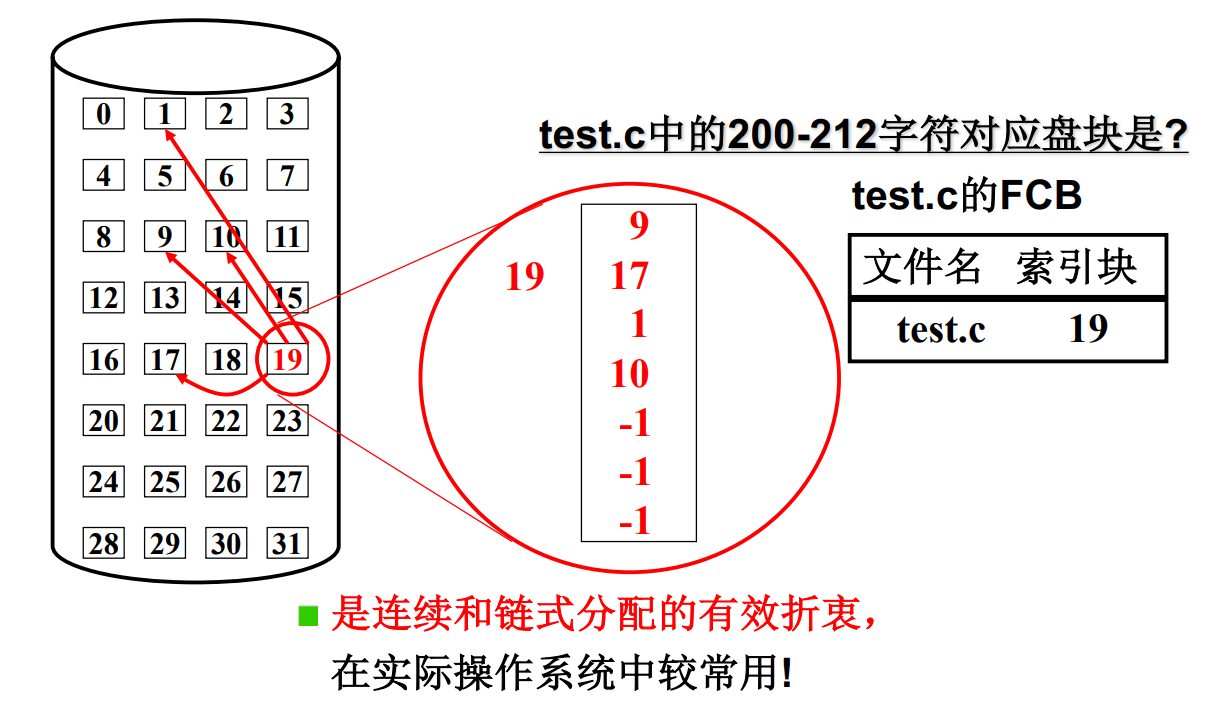 test.c中的200-212字符对应盘块是?
test.c的FCB
文件名 索引块
test.c 19
0 1 2 3
4 5 6 7
8 9 10 11
12 13 14 15
16 17 18 19
20 21 22 23
24 25 26 27
28 29 30 31
9
19 17
1
10
-1
-1
-1
是连续和链式分配的有效折衷，
在实际操作系统中较常用!